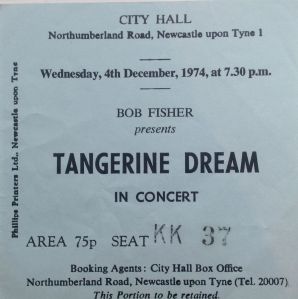 CITY HALL
Northumberland Road, Newcastle upon Tyne 1
Wednesday, 4th December, 1974, at 7.30 p.m.
BOB FISHER
presents
TANGERINE DREAM
IN CONCERT
AREA 75p SEAT KK 37
Booking Agents: City Hall Box Office
Northumberland Road, Newcastle upon Tyne (Tel. 20007)
This Portion to be retained.
Phillips Printers Ltd., Newcastle upon Tyne